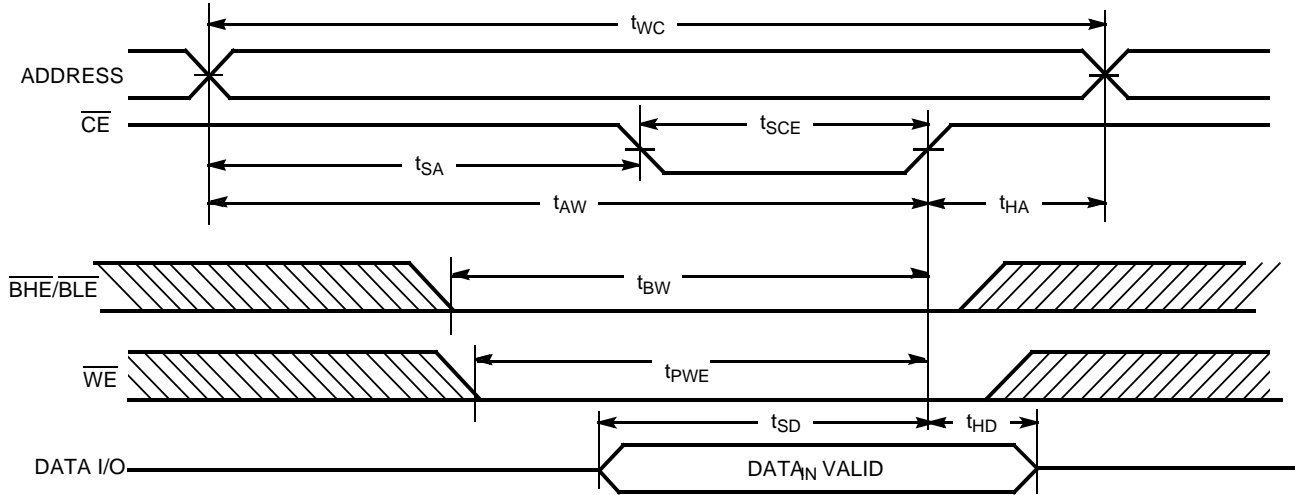 tWC
ADDRESS
CE
tSCE
tSA
tAW
tHA
BHE/BLE
tBW
WE
tPWE
tSD
tHD
DATA I/O
DATAIN VALID